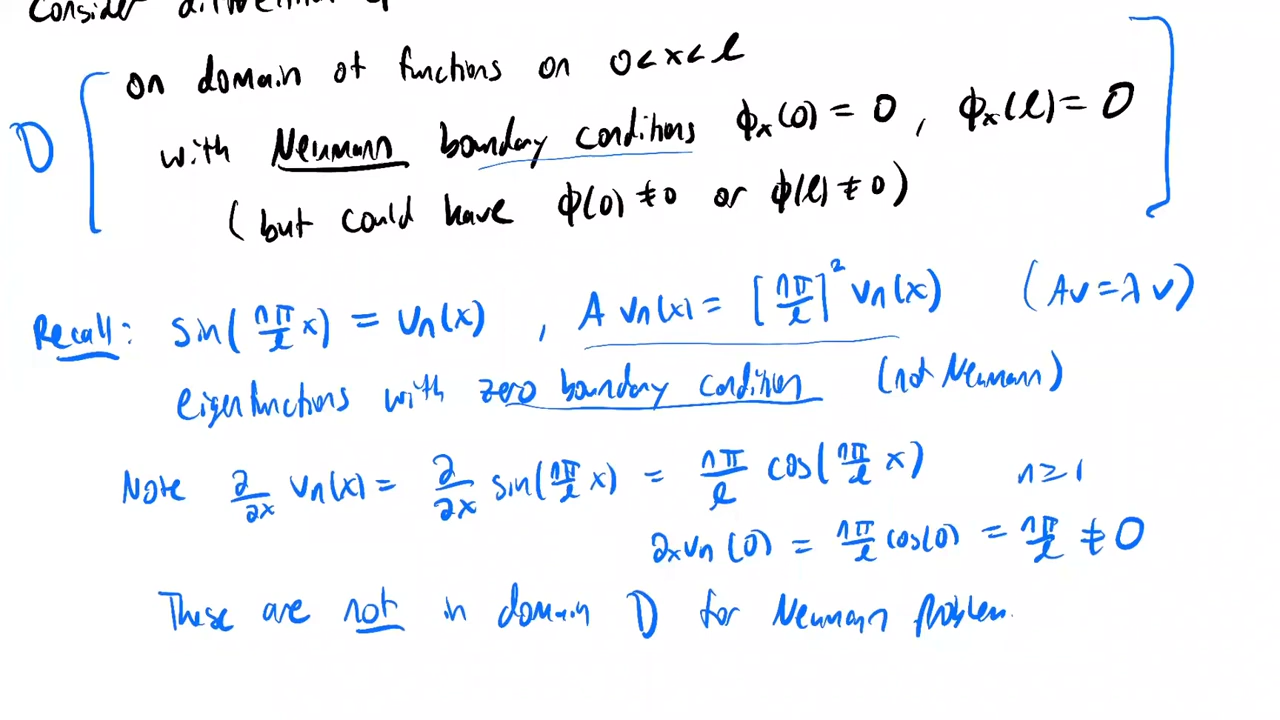 Consider differential
on domain of functions on 0<x<ℓ
D
with Neumann boundary conditions ϕₓ(0) = 0, ϕₓ(ℓ) = 0
(but could have ϕ(0) ≠ 0 or ϕ(ℓ) ≠ 0)
Recall: sin(nπ/ℓ x) = vₙ(x), A vₙ(x) = [nπ/ℓ]² vₙ(x) (Av = λv)
eigenfunctions with zero boundary condition (not Neumann)
Note ∂/∂x vₙ(x) = ∂/∂x sin(nπ/ℓ x) = nπ/ℓ cos(nπ/ℓ x) n ≥ 1
∂ₓvₙ(0) = nπ/ℓ cos(0) = nπ/ℓ ≠ 0
These are not in domain D for Neumann problem.